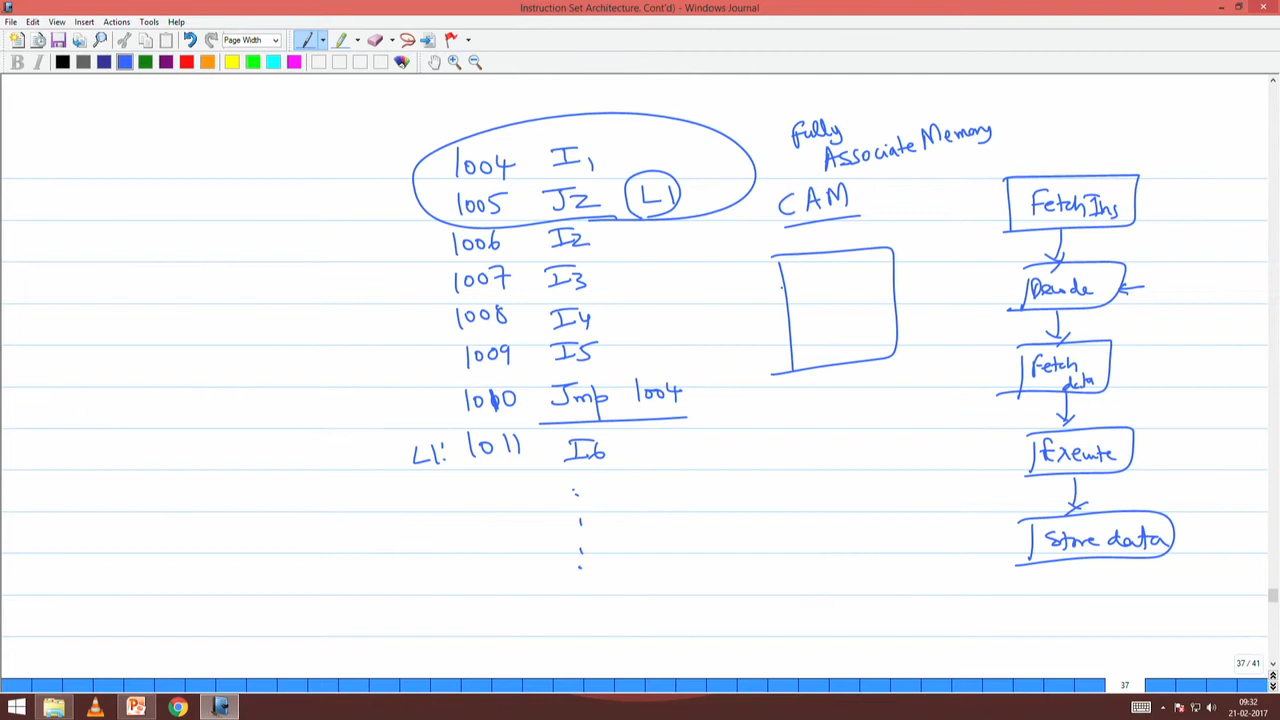 Instruction Set Architecture. Cont'd) - Windows Journal
File Edit View Insert Actions Tools Help
Page Width
B I
1004 I1
1005 JZ L1
1006 I2
1007 I3
1008 I4
1009 I5
1010 Jmp 1004
L1: 1011 I6
Fully
Associate Memory
CAM
Fetch Ins
Decode
Fetch
data
Execute
Store data
37 / 41
37
09:32
21-02-2017